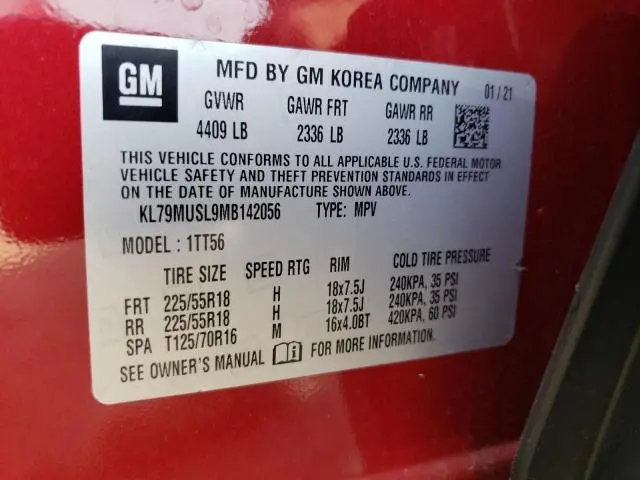 GM MFD BY GM KOREA COMPANY 01/21
GVWR GAWR FRT GAWR RR
4409 LB 2336 LB 2336 LB
THIS VEHICLE CONFORMS TO ALL APPLICABLE U.S. FEDERAL MOTOR
VEHICLE SAFETY AND THEFT PREVENTION STANDARDS IN EFFECT
ON THE DATE OF MANUFACTURE SHOWN ABOVE.
KL79MUSL9MB142056 TYPE: MPV
MODEL : 1TT56
TIRE SIZE SPEED RTG RIM COLD TIRE PRESSURE
FRT 225/55R18 H 18x7.5J 240KPA, 35 PSI
RR 225/55R18 H 18x7.5J 240KPA, 35 PSI
SPA T125/70R16 M 16x4.0BT 420KPA, 60 PSI
SEE OWNER'S MANUAL FOR MORE INFORMATION.